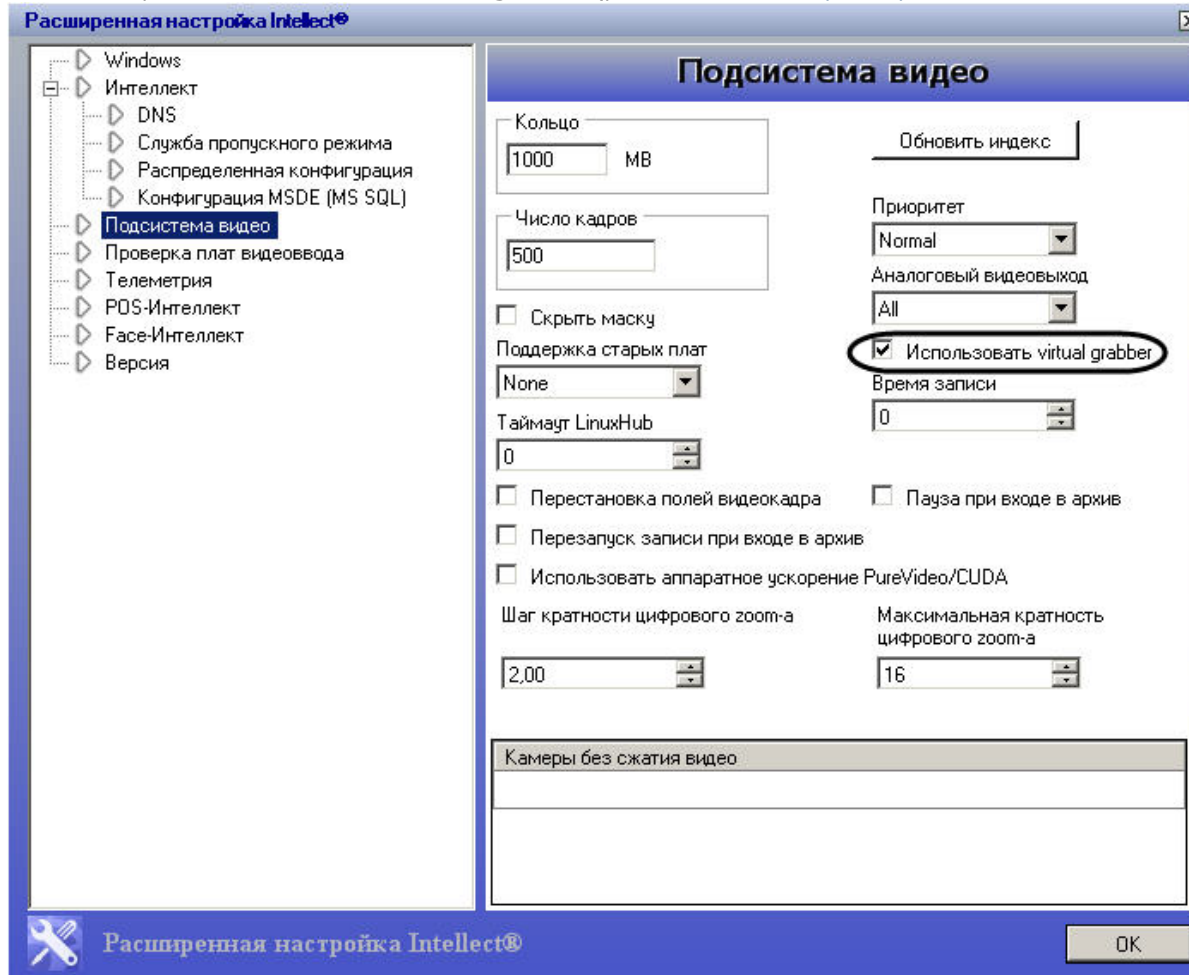 Расширенная настройка Intellect®
Windows
Интеллект
DNS
Служба пропускного режима
Распределенная конфигурация
Конфигурация MSDE (MS SQL)
Подсистема видео
Проверка плат видеоввода
Телеметрия
POS-Интеллект
Face-Интеллект
Версия
Подсистема видео
Кольцо
1000 MB
Обновить индекс
Число кадров
500
Приоритет
Normal
Аналоговый видеовыход
All
Скрыть маску
Использовать virtual grabber
Поддержка старых плат
None
Время записи
0
Таймаут LinuxHub
0
Перестановка полей видеокадра
Пауза при входе в архив
Перезапуск записи при входе в архив
Использовать аппаратное ускорение PureVideo/CUDA
Шаг кратности цифрового zoom-а
2,00
Максимальная кратность
цифрового zoom-а
16
Камеры без сжатия видео
Расширенная настройка Intellect®
OK